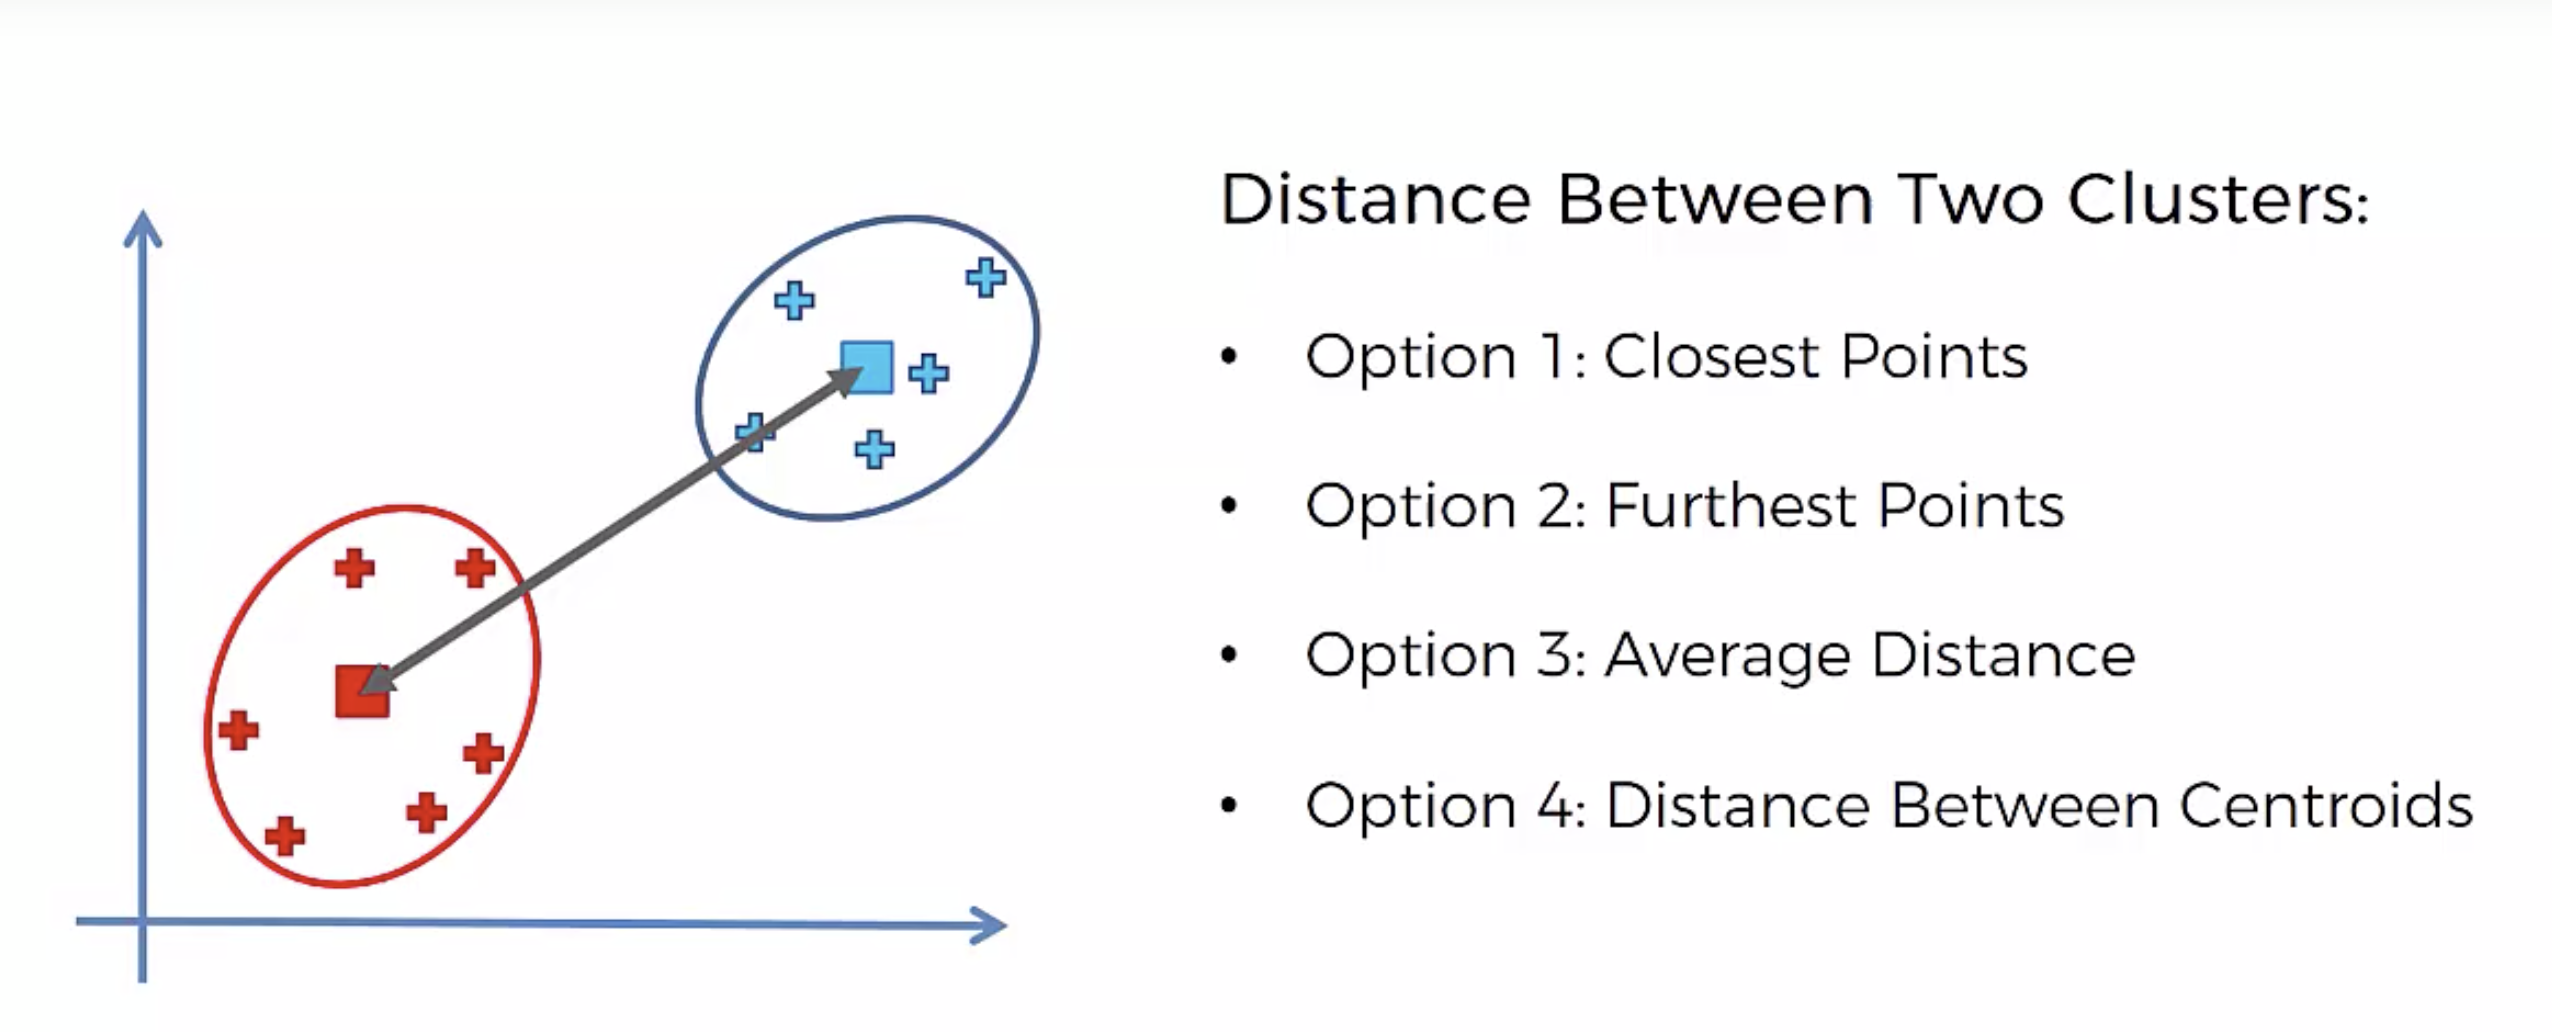 Distance Between Two Clusters:
• Option 1: Closest Points
• Option 2: Furthest Points
• Option 3: Average Distance
• Option 4: Distance Between Centroids